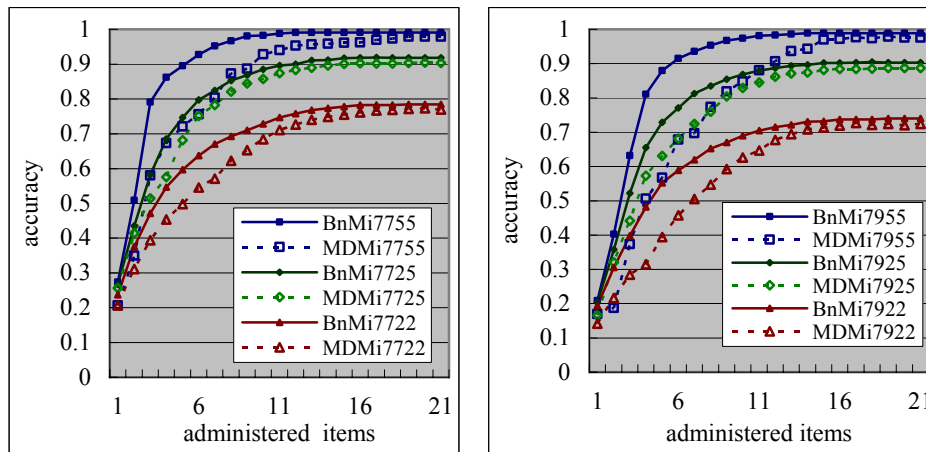 1
0.9
0.8
0.7
0.6
0.5
0.4
0.3
0.2
0.1
0
accuracy
BnMi7755
MDMi7755
BnMi7725
MDMi7725
BnMi7722
MDMi7722
1 6 11 16 21
administered items
1
0.9
0.8
0.7
0.6
0.5
0.4
0.3
0.2
0.1
0
accuracy
BnMi7955
MDMi7955
BnMi7925
MDMi7925
BnMi7922
MDMi7922
1 6 11 16 21
administered items